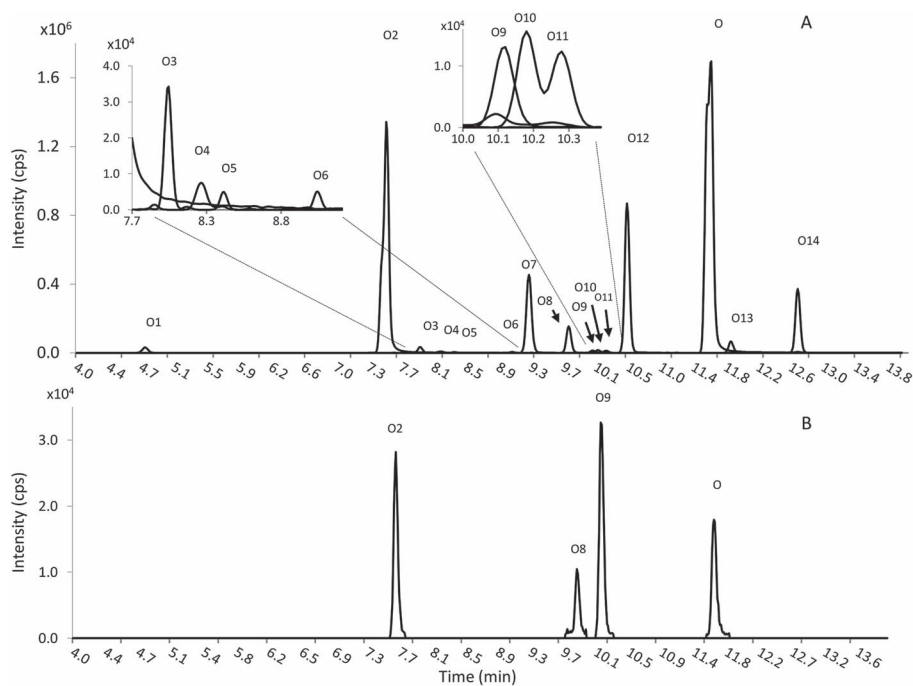 x10⁶
A
O
O2
x10⁴
O3
4.0
3.0
2.0
1.0
0.0
O4
O5
O6
7.7 8.3 8.8
x10⁴
O9
O10
O11
1.0
0.0
10.0 10.1 10.2 10.3
O12
O14
O7
O8
O10
O9
O11
O13
O1
O3
O4
O5
O6
Intensity (cps)
1.6
1.2
0.8
0.4
0.0
4.0 4.4 4.7 5.1 5.5 5.9 6.2 6.6 7.0 7.3 7.7 8.1 8.5 8.9 9.3 9.7 10.1 10.5 11.0 11.4 11.8 12.2 12.6 13.0 13.4 13.8
x10⁴
B
O9
O2
O
O8
Intensity (cps)
3.0
2.0
1.0
0.0
4.0 4.4 4.7 5.1 5.4 5.8 6.2 6.5 6.9 7.3 7.7 8.1 8.5 8.9 9.3 9.7 10.1 10.5 10.9 11.4 11.8 12.2 12.7 13.2 13.6
Time (min)